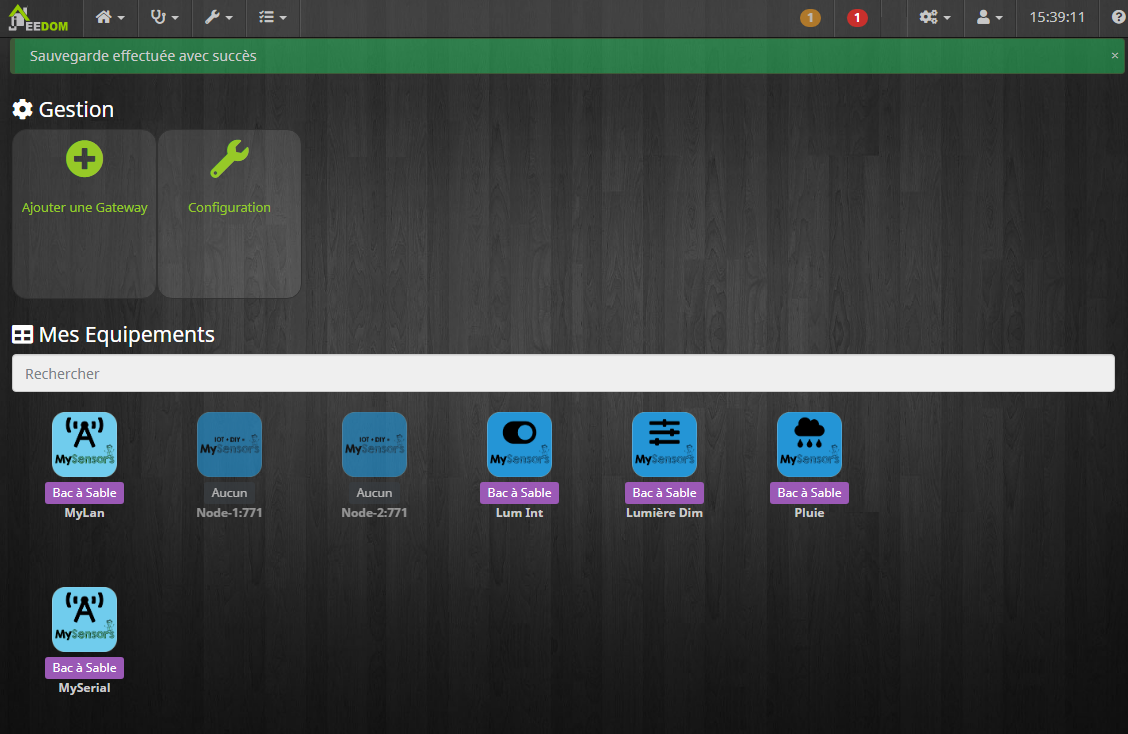 JEEDOM
1
1
15:39:11
Sauvegarde effectuée avec succès
×
Gestion
Ajouter une Gateway
Configuration
Mes Equipements
Rechercher
MySensors
IOT • DIY •
MySensors
IOT • DIY •
MySensors
MySensors
MySensors
MySensors
Bac à Sable
Aucun
Aucun
Bac à Sable
Bac à Sable
Bac à Sable
MyLan
Node-1:771
Node-2:771
Lum Int
Lumière Dim
Pluie
MySensors
Bac à Sable
MySerial